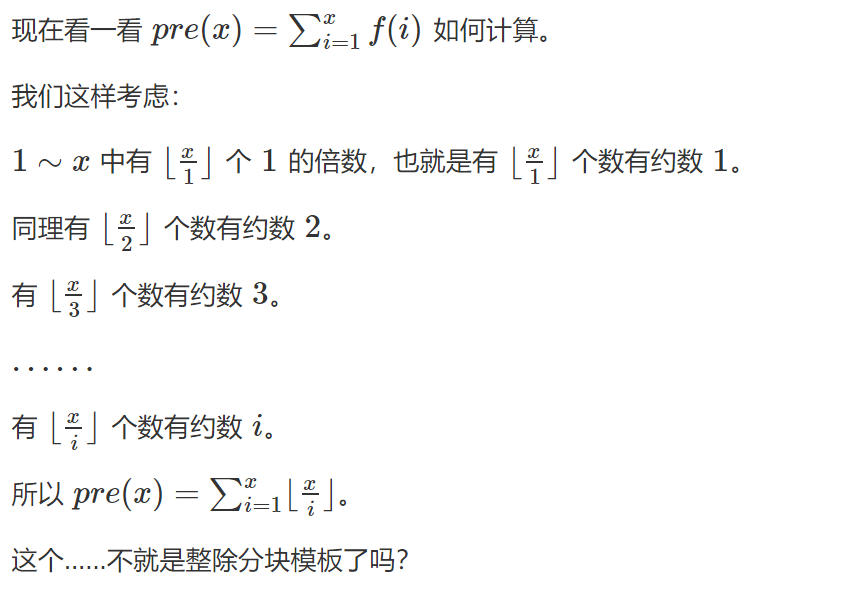 现在看一看 $pre(x) = \sum_{i=1}^{x} f(i)$ 如何计算。
我们这样考虑：
$1 \sim x$ 中有 $\lfloor \frac{x}{1} \rfloor$ 个 $1$ 的倍数，也就是有 $\lfloor \frac{x}{1} \rfloor$ 个数有约数 $1$。
同理有 $\lfloor \frac{x}{2} \rfloor$ 个数有约数 $2$。
有 $\lfloor \frac{x}{3} \rfloor$ 个数有约数 $3$。
......
有 $\lfloor \frac{x}{i} \rfloor$ 个数有约数 $i$。
所以 $pre(x) = \sum_{i=1}^{x} \lfloor \frac{x}{i} \rfloor$。
这个……不就是整除分块模板了吗？